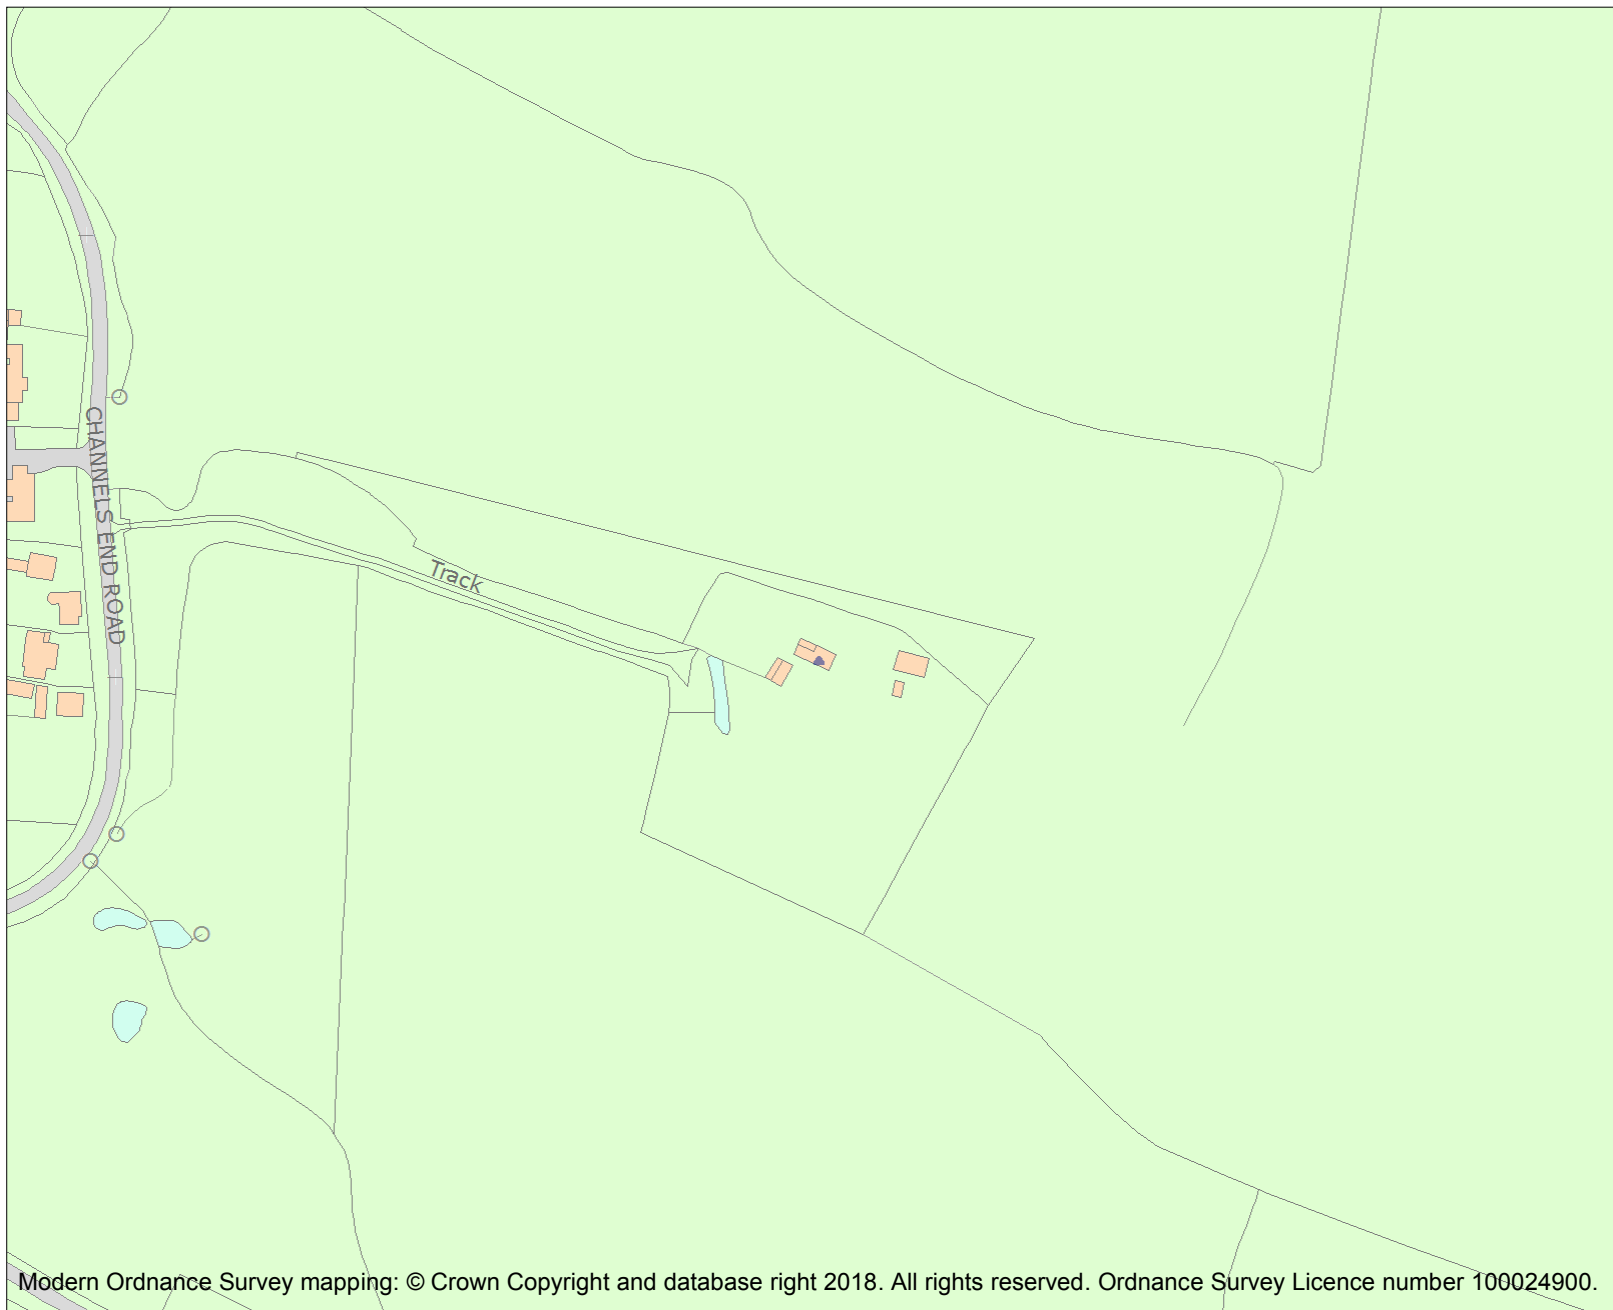 CHANNELS END ROAD
Track
Modern Ordnance Survey mapping: © Crown Copyright and database right 2018. All rights reserved. Ordnance Survey Licence number 100024900.